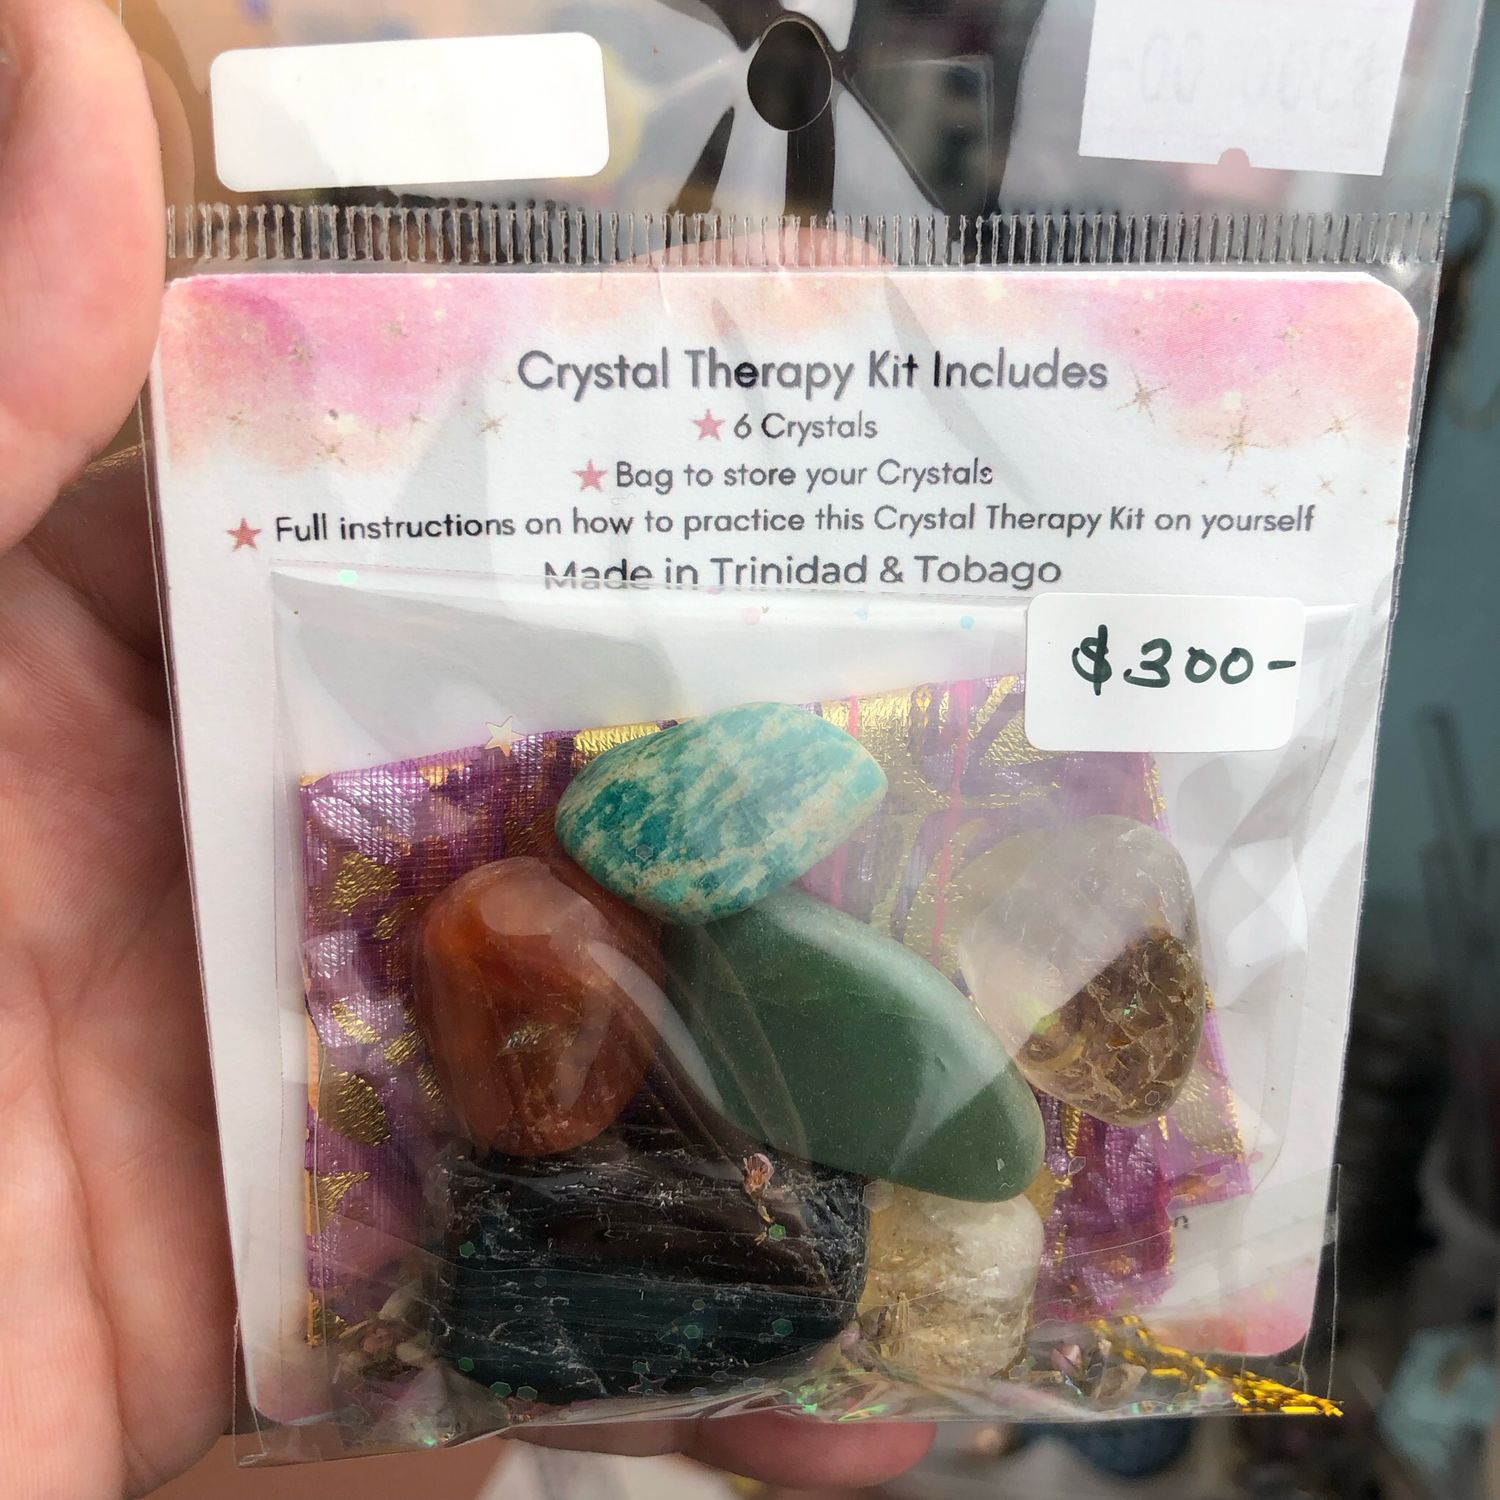 Crystal Therapy Kit Includes
6 Crystals
Bag to store your Crystals
Full instructions on how to practice this Crystal Therapy Kit on yourself
Made in Trinidad & Tobago
$300-